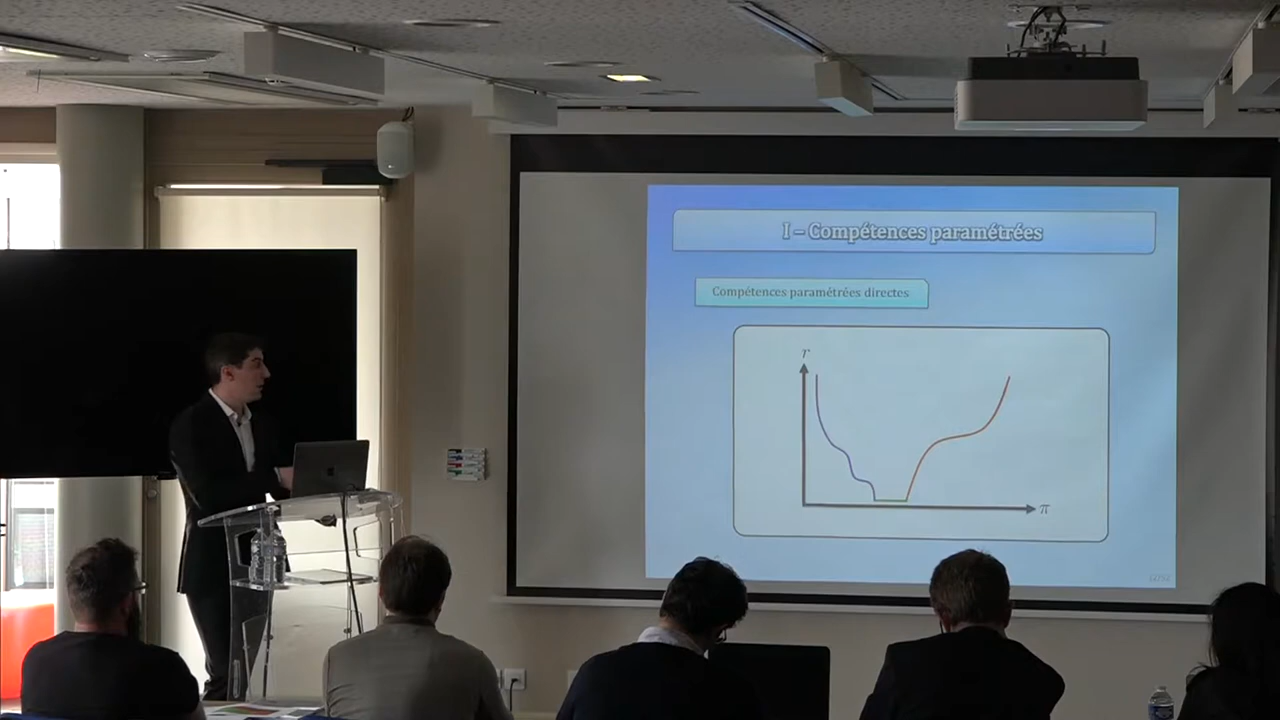 I – Compétences paramétrées
Compétences paramétrées directes
r
π